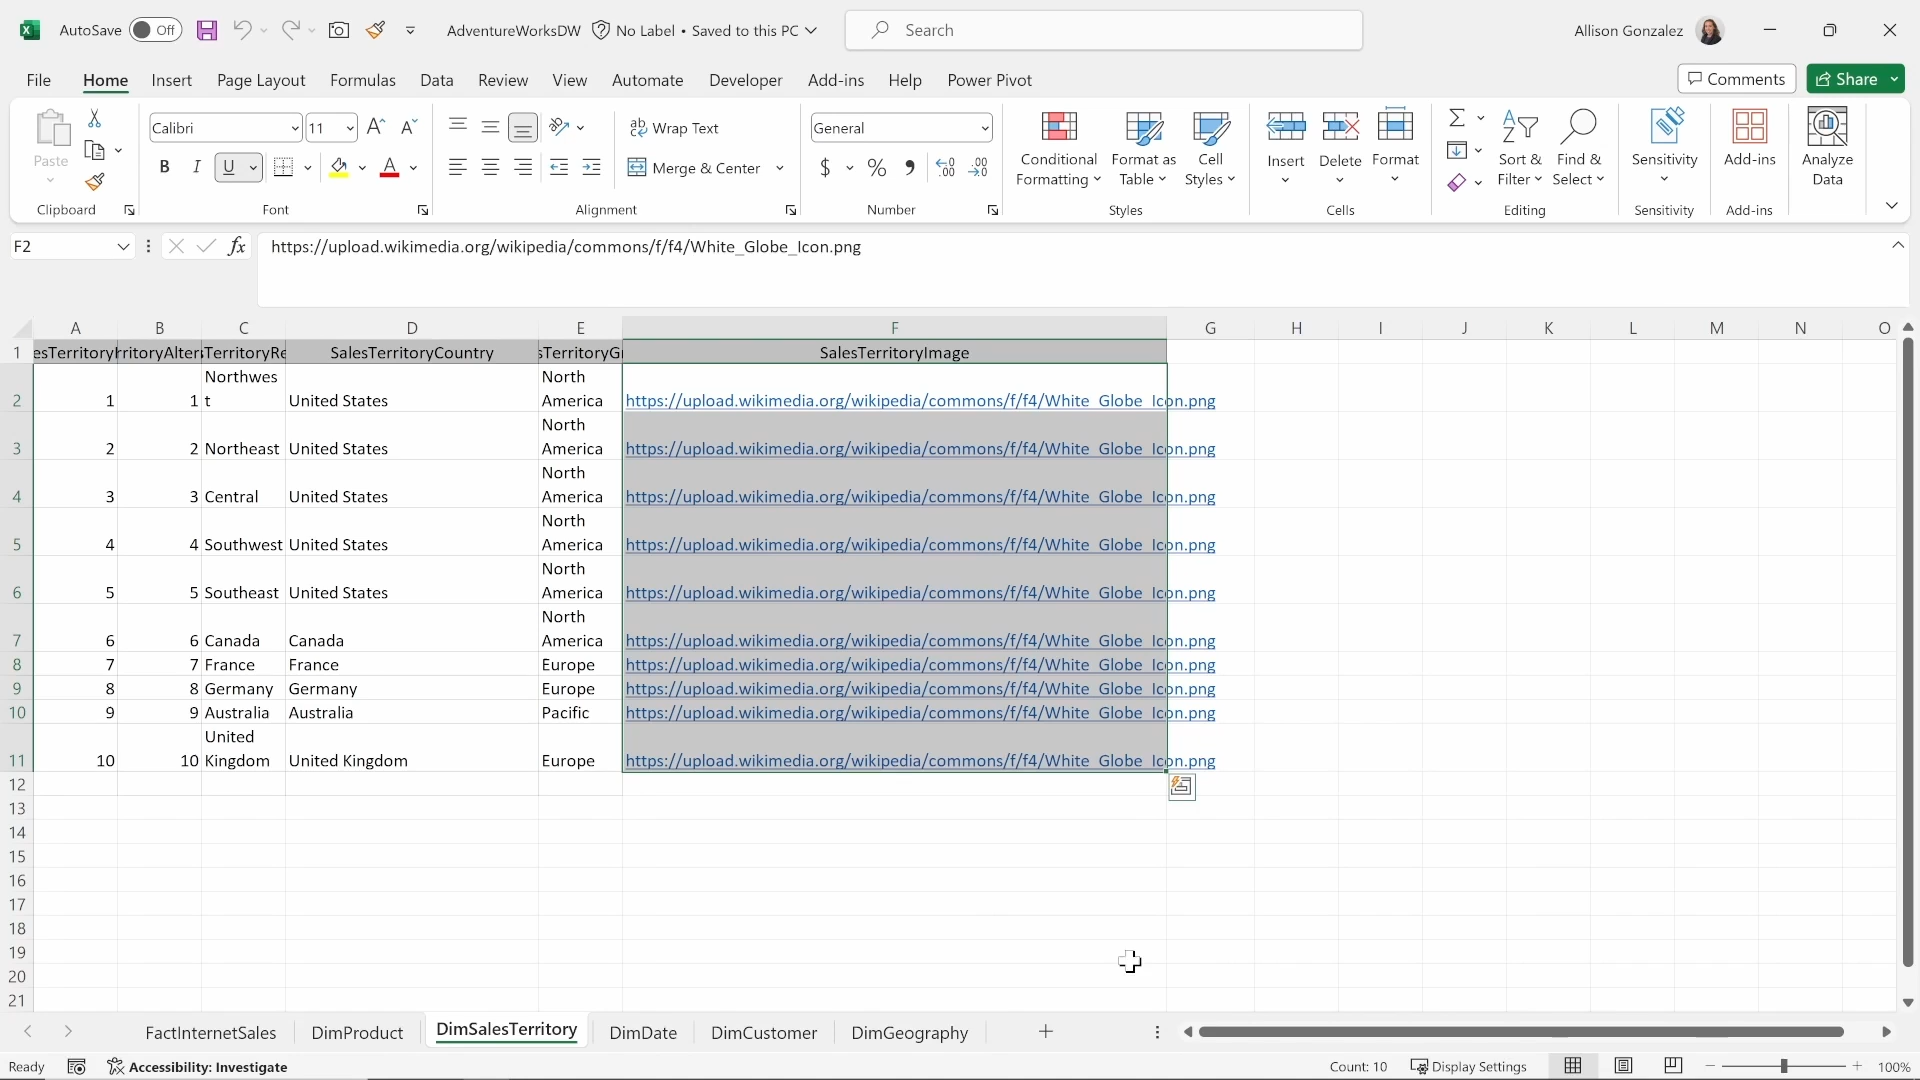 AutoSave Off AdventureWorksDW No Label • Saved to this PC Search Allison Gonzalez
File Home Insert Page Layout Formulas Data Review View Automate Developer Add-ins Help Power Pivot Comments Share
Paste Calibri 11 Wrap Text General Conditional Formatting Format as Table Cell Styles Insert Delete Format Sort & Filter Find & Select Sensitivity Add-ins Analyze Data
B I U Merge & Center $ %
Clipboard Font Alignment Number Styles Cells Editing Sensitivity Add-ins
F2 fx https://upload.wikimedia.org/wikipedia/commons/f/f4/White_Globe_Icon.png
A B C D E F G H I J K L M N O
1 esTerritory rritoryAlter TerritoryRe SalesTerritoryCountry sTerritoryG SalesTerritoryImage
2 1 1 Northwest United States North America https://upload.wikimedia.org/wikipedia/commons/f/f4/White_Globe_Icon.png
3 2 2 Northeast United States North America https://upload.wikimedia.org/wikipedia/commons/f/f4/White_Globe_Icon.png
4 3 3 Central United States North America https://upload.wikimedia.org/wikipedia/commons/f/f4/White_Globe_Icon.png
5 4 4 Southwest United States North America https://upload.wikimedia.org/wikipedia/commons/f/f4/White_Globe_Icon.png
6 5 5 Southeast United States North America https://upload.wikimedia.org/wikipedia/commons/f/f4/White_Globe_Icon.png
7 6 6 Canada Canada North America https://upload.wikimedia.org/wikipedia/commons/f/f4/White_Globe_Icon.png
8 7 7 France France Europe https://upload.wikimedia.org/wikipedia/commons/f/f4/White_Globe_Icon.png
9 8 8 Germany Germany Europe https://upload.wikimedia.org/wikipedia/commons/f/f4/White_Globe_Icon.png
10 9 9 Australia Australia Pacific https://upload.wikimedia.org/wikipedia/commons/f/f4/White_Globe_Icon.png
11 10 10 United Kingdom United Kingdom Europe https://upload.wikimedia.org/wikipedia/commons/f/f4/White_Globe_Icon.png
12
13
14
15
16
17
18
19
20
21
FactInternetSales DimProduct DimSalesTerritory DimDate DimCustomer DimGeography
Ready Accessibility: Investigate Count: 10 Display Settings 100%